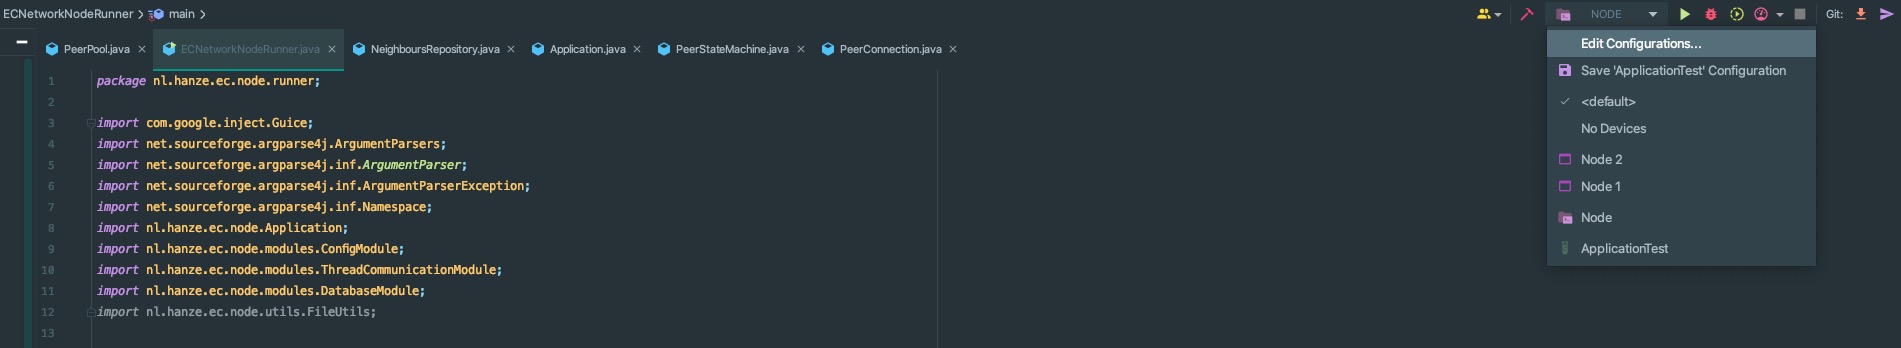 ECNetworkNodeRunner main NODE Git:
PeerPool.java ECNetworkNodeRunner.java NeighboursRepository.java Application.java PeerStateMachine.java PeerConnection.java
1 package nl.hanze.ec.node.runner;
2
3 import com.google.inject.Guice;
4 import net.sourceforge.argparse4j.ArgumentParsers;
5 import net.sourceforge.argparse4j.inf.ArgumentParser;
6 import net.sourceforge.argparse4j.inf.ArgumentParserException;
7 import net.sourceforge.argparse4j.inf.Namespace;
8 import nl.hanze.ec.node.Application;
9 import nl.hanze.ec.node.modules.ConfigModule;
10 import nl.hanze.ec.node.modules.ThreadCommunicationModule;
11 import nl.hanze.ec.node.modules.DatabaseModule;
12 import nl.hanze.ec.node.utils.FileUtils;
13
Edit Configurations...
Save 'ApplicationTest' Configuration
<default>
No Devices
Node 2
Node 1
Node
ApplicationTest